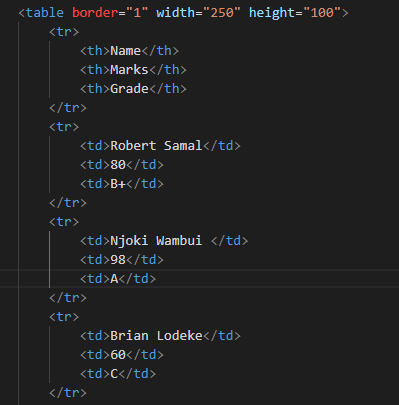 <table border="1" width="250" height="100">
    <tr>
        <th>Name</th>
        <th>Marks</th>
        <th>Grade</th>
    </tr>
    <tr>
        <td>Robert Samal</td>
        <td>80</td>
        <td>B+</td>
    </tr>
    <tr>
        <td>Njoki Wambui </td>
        <td>98</td>
        <td>A</td>
    </tr>
    <tr>
        <td>Brian Lodeke</td>
        <td>60</td>
        <td>C</td>
    </tr>